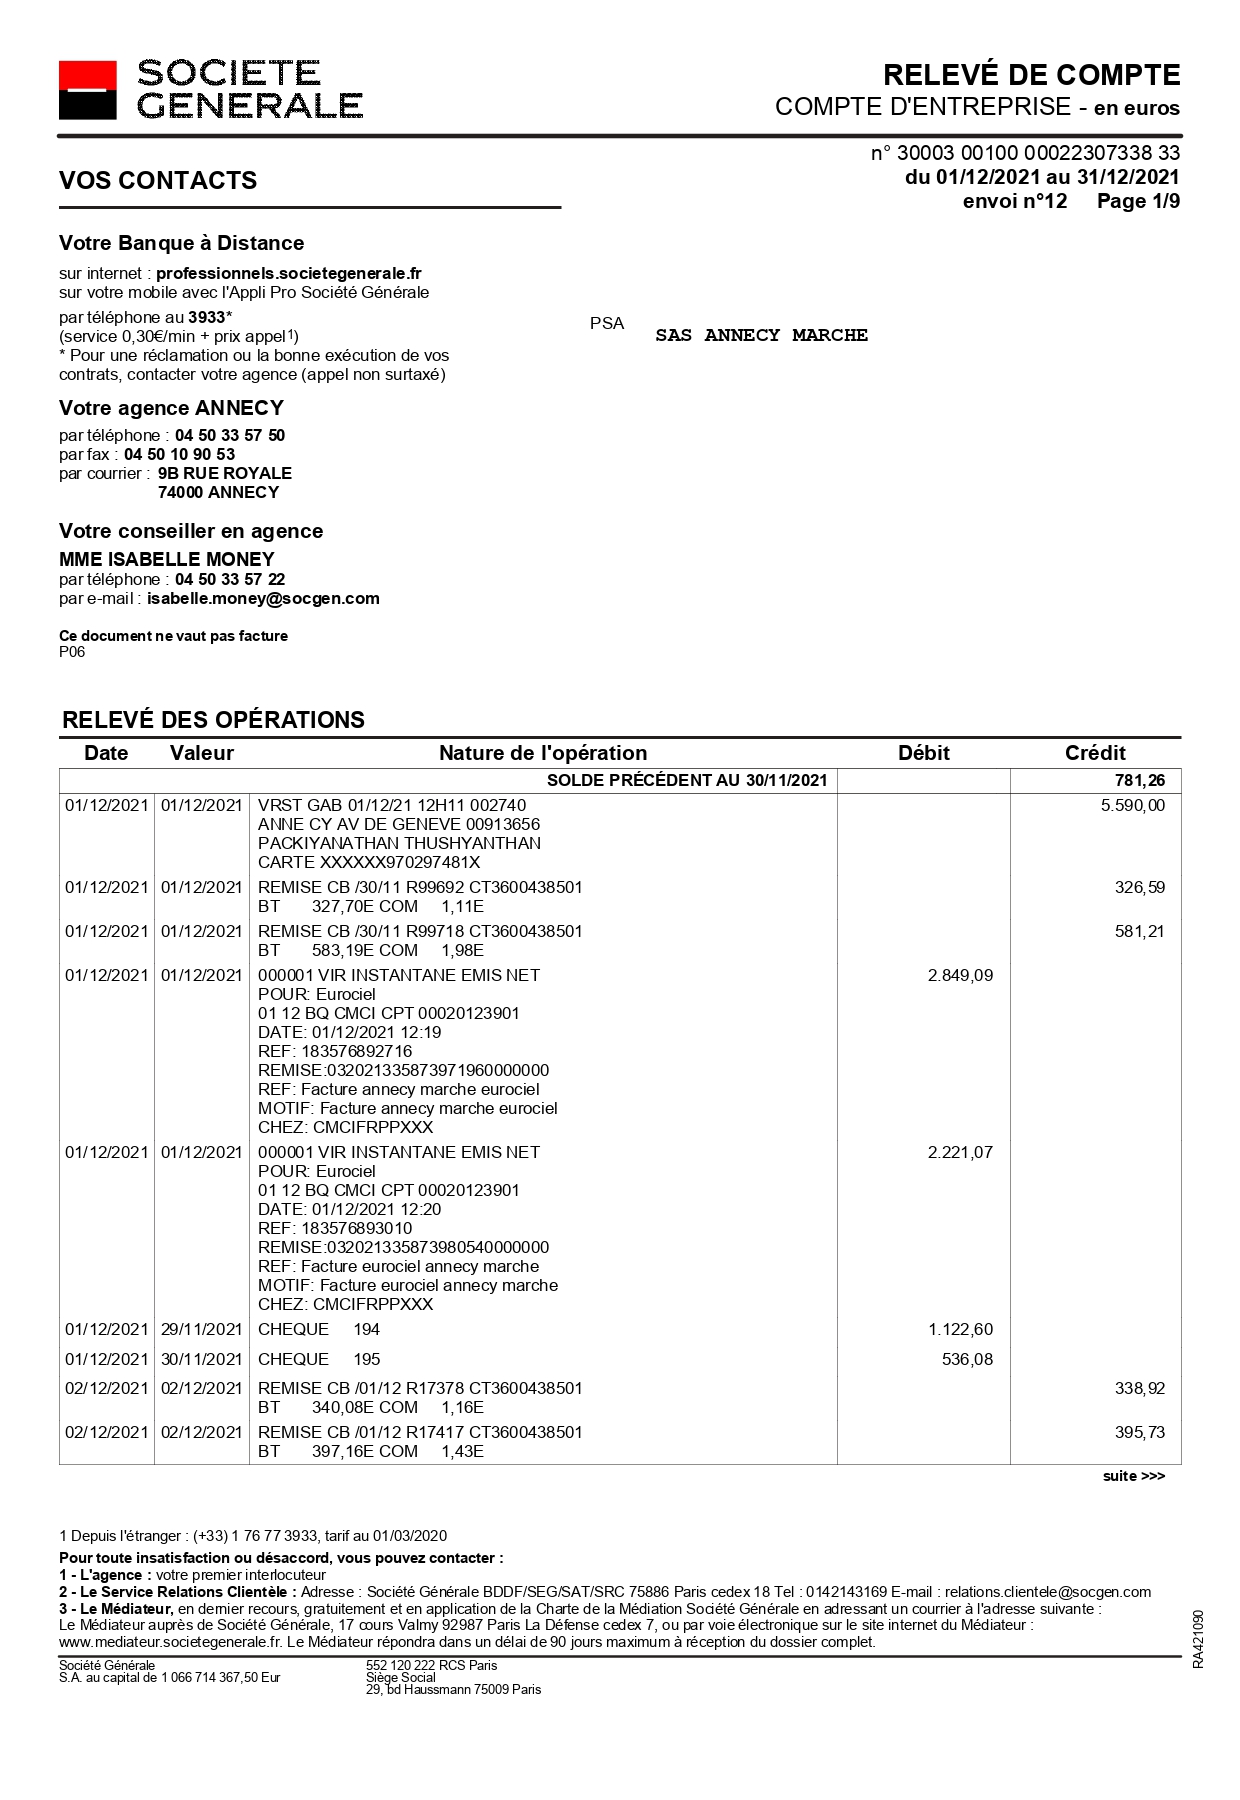 SOCIETE
GENERALE
RELEVÉ DE COMPTE
COMPTE D'ENTREPRISE - en euros
n° 30003 00100 00022307338 33
du 01/12/2021 au 31/12/2021
envoi n°12 Page 1/9
VOS CONTACTS
Votre Banque à Distance
sur internet : professionnels.societegenerale.fr
sur votre mobile avec l'Appli Pro Société Générale
par téléphone au 3933*
(service 0,30€/min + prix appel1)
* Pour une réclamation ou la bonne exécution de vos
contrats, contacter votre agence (appel non surtaxé)
PSA
SAS ANNECY MARCHE
Votre agence ANNECY
par téléphone : 04 50 33 57 50
par fax : 04 50 10 90 53
par courrier : 9B RUE ROYALE
74000 ANNECY
Votre conseiller en agence
MME ISABELLE MONEY
par téléphone : 04 50 33 57 22
par e-mail : isabelle.money@socgen.com
Ce document ne vaut pas facture
P06
RELEVÉ DES OPÉRATIONS
Date Valeur Nature de l'opération Débit Crédit
SOLDE PRÉCÉDENT AU 30/11/2021 781,26
01/12/2021 01/12/2021 VRST GAB 01/12/21 12H11 002740 5.590,00
ANNE CY AV DE GENEVE 00913656
PACKIYANATHAN THUSHYANTHAN
CARTE XXXXXX970297481X
01/12/2021 01/12/2021 REMISE CB /30/11 R99692 CT3600438501 326,59
BT 327,70E COM 1,11E
01/12/2021 01/12/2021 REMISE CB /30/11 R99718 CT3600438501 581,21
BT 583,19E COM 1,98E
01/12/2021 01/12/2021 000001 VIR INSTANTANE EMIS NET 2.849,09
POUR: Eurociel
01 12 BQ CMCI CPT 00020123901
DATE: 01/12/2021 12:19
REF: 183576892716
REMISE:032021335873971960000000
REF: Facture annecy marche eurociel
MOTIF: Facture annecy marche eurociel
CHEZ: CMCIFRPPXXX
01/12/2021 01/12/2021 000001 VIR INSTANTANE EMIS NET 2.221,07
POUR: Eurociel
01 12 BQ CMCI CPT 00020123901
DATE: 01/12/2021 12:20
REF: 183576893010
REMISE:032021335873980540000000
REF: Facture eurociel annecy marche
MOTIF: Facture eurociel annecy marche
CHEZ: CMCIFRPPXXX
01/12/2021 29/11/2021 CHEQUE 194 1.122,60
01/12/2021 30/11/2021 CHEQUE 195 536,08
02/12/2021 02/12/2021 REMISE CB /01/12 R17378 CT3600438501 338,92
BT 340,08E COM 1,16E
02/12/2021 02/12/2021 REMISE CB /01/12 R17417 CT3600438501 395,73
BT 397,16E COM 1,43E
suite >>>
1 Depuis l'étranger : (+33) 1 76 77 3933, tarif au 01/03/2020
Pour toute insatisfaction ou désaccord, vous pouvez contacter :
1 - L'agence : votre premier interlocuteur
2 - Le Service Relations Clientèle : Adresse : Société Générale BDDF/SEG/SAT/SRC 75886 Paris cedex 18 Tel : 0142143169 E-mail : relations.clientele@socgen.com
3 - Le Médiateur, en dernier recours, gratuitement et en application de la Charte de la Médiation Société Générale en adressant un courrier à l'adresse suivante :
Le Médiateur auprès de Société Générale, 17 cours Valmy 92987 Paris La Défense cedex 7, ou par voie électronique sur le site internet du Médiateur :
www.mediateur.societegenerale.fr. Le Médiateur répondra dans un délai de 90 jours maximum à réception du dossier complet.
RA421090
Société Générale
S.A. au capital de 1 066 714 367,50 Eur
552 120 222 RCS Paris
Siège Social
29, bd Haussmann 75009 Paris